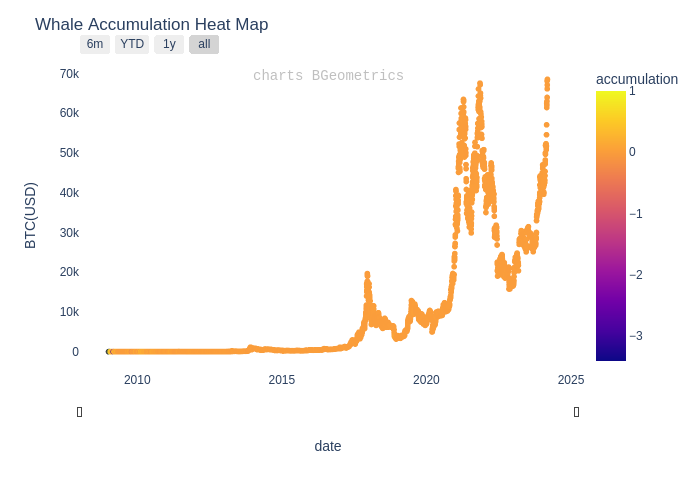 Whale Accumulation Heat Map
6m YTD 1y all
charts BGeometrics
accumulation
70k
60k
50k
40k
30k
20k
10k
0
BTC(USD)
2010 2015 2020 2025
date
1
0
−1
−2
−3